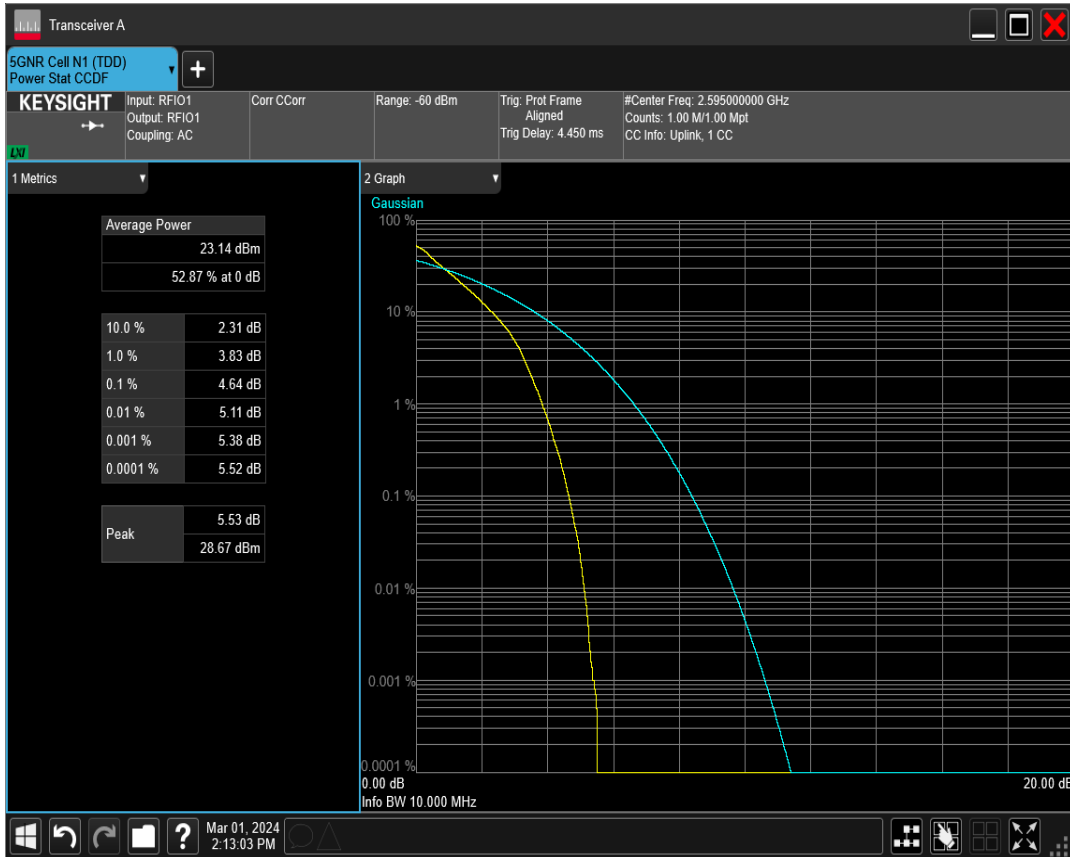 Transceiver A
5GNR Cell N1 (TDD)
Power Stat CCDF
+
KEYSIGHT
LXI
Input: RFIO1
Output: RFIO1
Coupling: AC
Corr CCorr
Range: -60 dBm
Trig: Prot Frame
Aligned
Trig Delay: 4.450 ms
#Center Freq: 2.595000000 GHz
Counts: 1.00 M/1.00 Mpt
CC Info: Uplink, 1 CC
1 Metrics
Average Power
23.14 dBm
52.87 % at 0 dB
10.0 % 2.31 dB
1.0 % 3.83 dB
0.1 % 4.64 dB
0.01 % 5.11 dB
0.001 % 5.38 dB
0.0001 % 5.52 dB
Peak
5.53 dB
28.67 dBm
2 Graph
Gaussian
100 %
10 %
1 %
0.1 %
0.01 %
0.001 %
0.0001 %
0.00 dB 20.00 dB
Info BW 10.000 MHz
?
Mar 01, 2024
2:13:03 PM